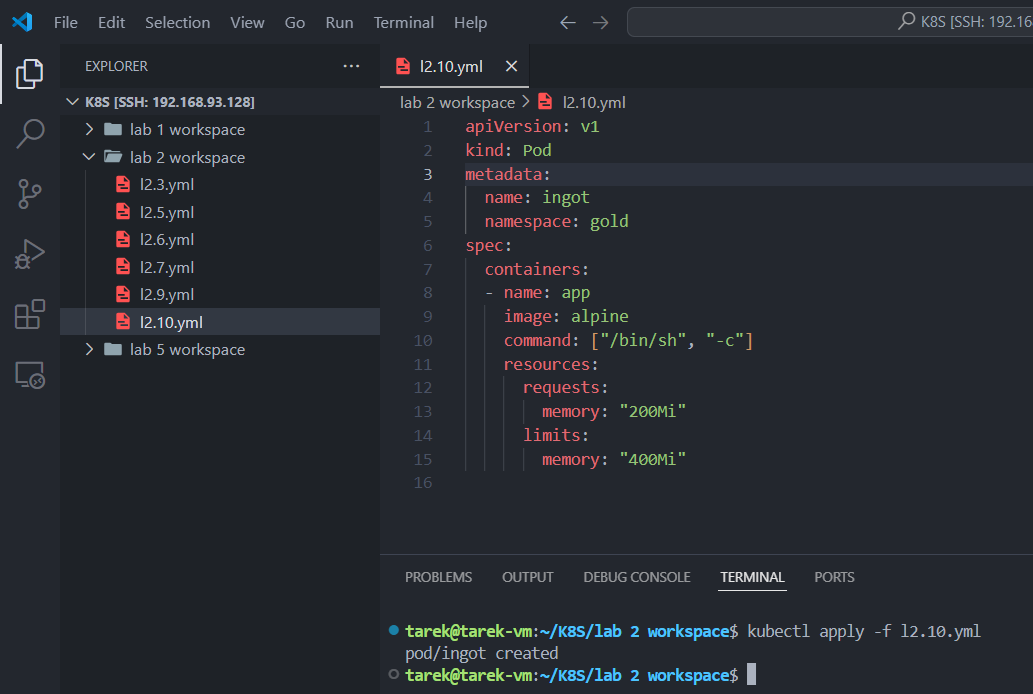 File Edit Selection View Go Run Terminal Help
K8S [SSH: 192.16
EXPLORER
K8S [SSH: 192.168.93.128]
lab 1 workspace
lab 2 workspace
l2.3.yml
l2.5.yml
l2.6.yml
l2.7.yml
l2.9.yml
l2.10.yml
lab 5 workspace
l2.10.yml
lab 2 workspace > l2.10.yml
1 apiVersion: v1
2 kind: Pod
3 metadata:
4 name: ingot
5 namespace: gold
6 spec:
7 containers:
8 - name: app
9 image: alpine
10 command: ["/bin/sh", "-c"]
11 resources:
12 requests:
13 memory: "200Mi"
14 limits:
15 memory: "400Mi"
16
PROBLEMS OUTPUT DEBUG CONSOLE TERMINAL PORTS
tarek@tarek-vm:~/K8S/lab 2 workspace$ kubectl apply -f l2.10.yml
pod/ingot created
tarek@tarek-vm:~/K8S/lab 2 workspace$